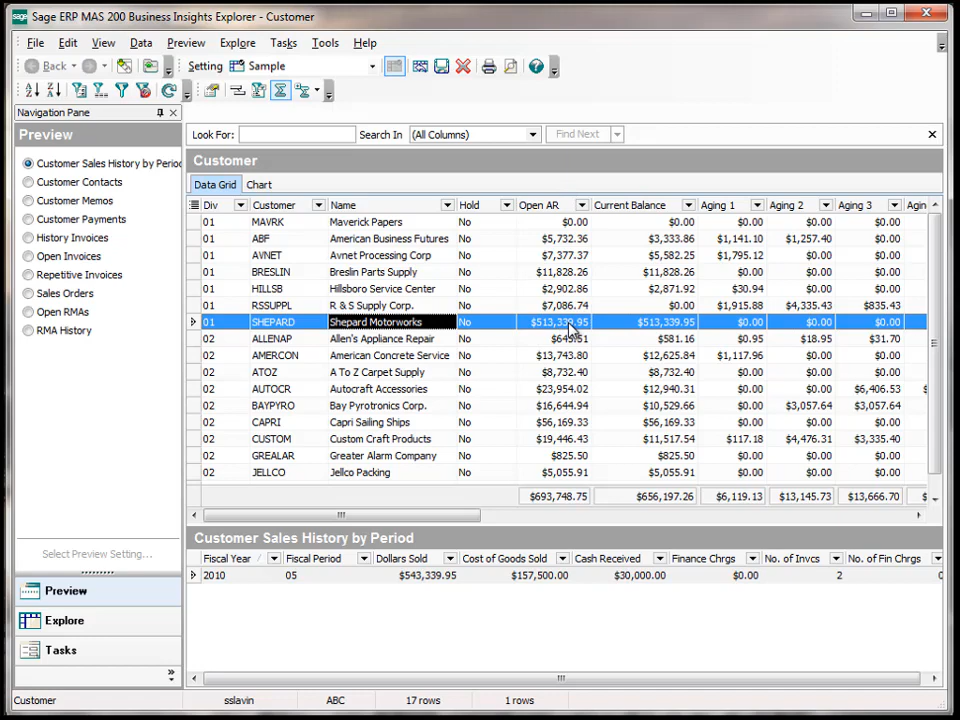 Sage ERP MAS 200 Business Insights Explorer - Customer
File Edit View Data Preview Explore Tasks Tools Help
Back Setting Sample
Navigation Pane
Preview
Customer Sales History by Period
Customer Contacts
Customer Memos
Customer Payments
History Invoices
Open Invoices
Repetitive Invoices
Sales Orders
Open RMAs
RMA History
Select Preview Setting...
Preview
Explore
Tasks
Look For: Search In (All Columns) Find Next
Customer
Data Grid Chart
Div Customer Name Hold Open AR Current Balance Aging 1 Aging 2 Aging 3 Aging
01 MAVRK Maverick Papers No $0.00 $0.00 $0.00 $0.00 $0.00
01 ABF American Business Futures No $5,732.36 $3,333.86 $1,141.10 $1,257.40 $0.00
01 AVNET Avnet Processing Corp No $7,377.37 $5,582.25 $1,795.12 $0.00 $0.00
01 BRESLIN Breslin Parts Supply No $11,828.26 $11,828.26 $0.00 $0.00 $0.00
01 HILLSB Hillsboro Service Center No $2,902.86 $2,871.92 $30.94 $0.00 $0.00
01 RSSUPPL R & S Supply Corp. No $7,086.74 $0.00 $1,915.88 $4,335.43 $835.43
01 SHEPARD Shepard Motorworks No $513,339.95 $513,339.95 $0.00 $0.00 $0.00
02 ALLENAP Allen's Appliance Repair No $581.16 $0.95 $18.95 $31.70
02 AMERCON American Concrete Service No $13,743.80 $12,625.84 $1,117.96 $0.00 $0.00
02 ATOZ A To Z Carpet Supply No $8,732.40 $8,732.40 $0.00 $0.00 $0.00
02 AUTOCR Autocraft Accessories No $23,954.02 $12,940.31 $0.00 $0.00 $6,406.53
02 BAYPYRO Bay Pyrotronics Corp. No $16,644.94 $10,529.66 $0.00 $3,057.64 $3,057.64
02 CAPRI Capri Sailing Ships No $56,169.33 $56,169.33 $0.00 $0.00 $0.00
02 CUSTOM Custom Craft Products No $19,446.43 $11,517.54 $117.18 $4,476.31 $3,335.40
02 GREALAR Greater Alarm Company No $825.50 $825.50 $0.00 $0.00 $0.00
02 JELLCO Jellco Packing No $5,055.91 $5,055.91 $0.00 $0.00 $0.00
$693,748.75 $656,197.26 $6,119.13 $13,145.73 $13,666.70
Customer Sales History by Period
Fiscal Year Fiscal Period Dollars Sold Cost of Goods Sold Cash Received Finance Chrgs No. of Invcs No. of Fin Chrgs
2010 05 $543,339.95 $157,500.00 $30,000.00 $0.00 2 0
Customer sslavin ABC 17 rows 1 rows